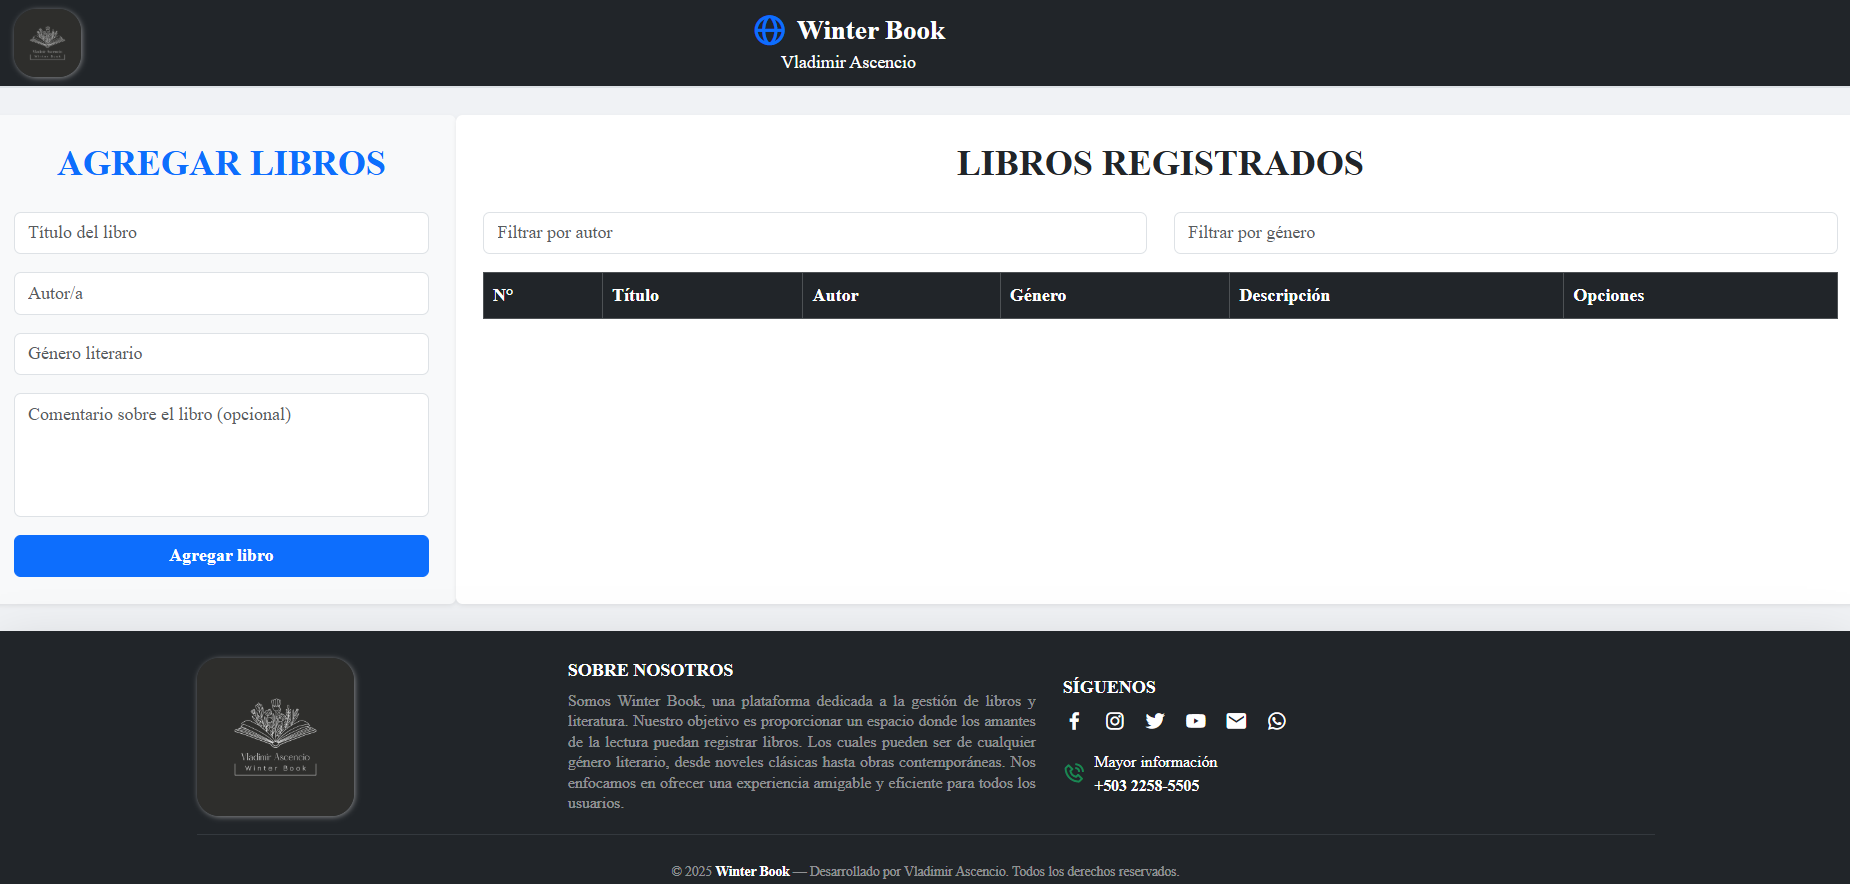 Vladimir Ascencio
Winter Book
Winter Book
Vladimir Ascencio
AGREGAR LIBROS
Título del libro
Autor/a
Género literario
Comentario sobre el libro (opcional)
Agregar libro
LIBROS REGISTRADOS
Filtrar por autor
Filtrar por género
N° Título Autor Género Descripción Opciones
Vladimir Ascencio
Winter Book
SOBRE NOSOTROS
Somos Winter Book, una plataforma dedicada a la gestión de libros y
literatura. Nuestro objetivo es proporcionar un espacio donde los amantes
de la lectura puedan registrar libros. Los cuales pueden ser de cualquier
género literario, desde noveles clásicas hasta obras contemporáneas. Nos
enfocamos en ofrecer una experiencia amigable y eficiente para todos los
usuarios.
SÍGUENOS
Mayor información
+503 2258-5505
© 2025 Winter Book — Desarrollado por Vladimir Ascencio. Todos los derechos reservados.